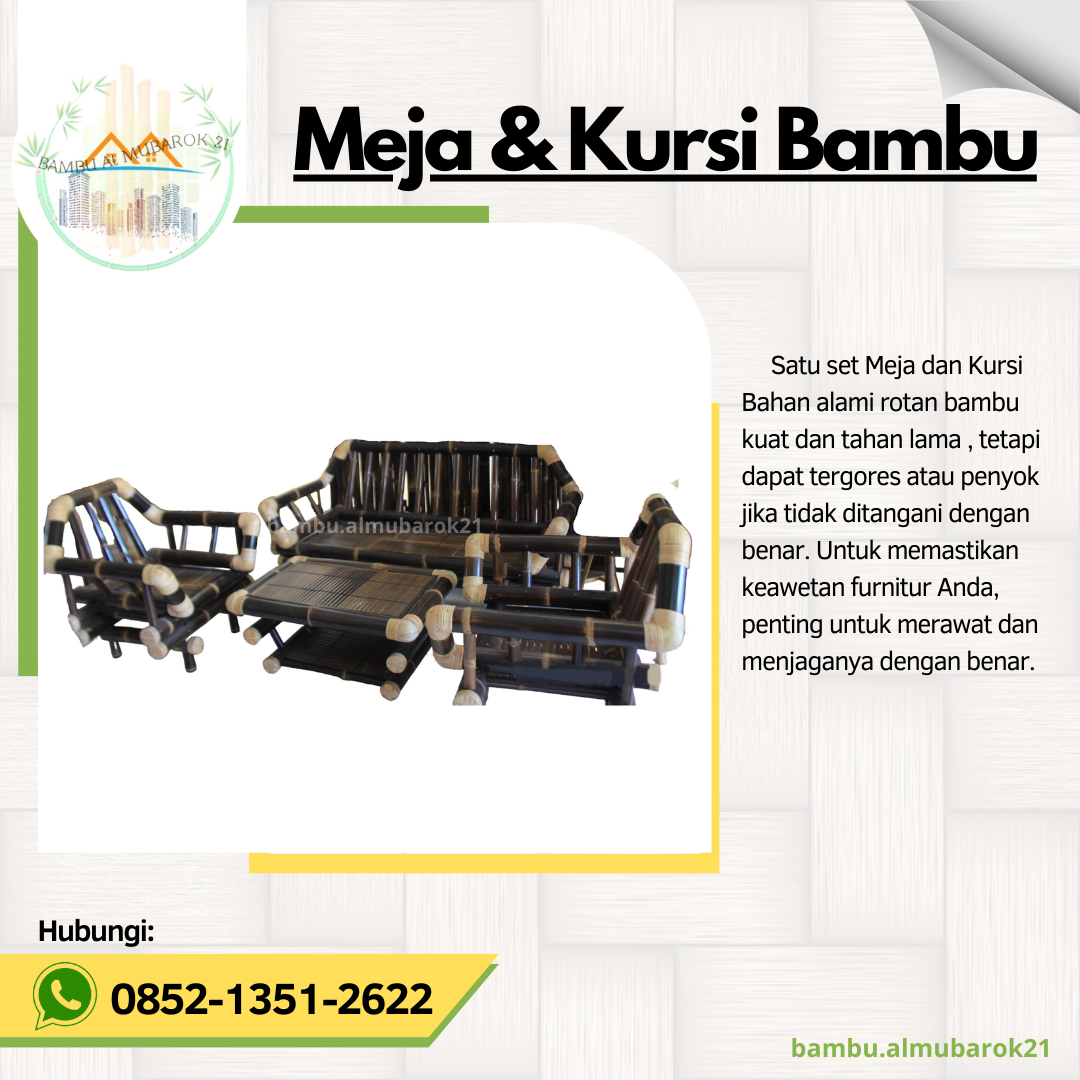 BAMBU Al MUBAROK 21
Meja & Kursi Bambu
bambu.almubarok21
Satu set Meja dan Kursi
Bahan alami rotan bambu
kuat dan tahan lama , tetapi
dapat tergores atau penyok
jika tidak ditangani dengan
benar. Untuk memastikan
keawetan furnitur Anda,
penting untuk merawat dan
menjaganya dengan benar.
Hubungi:
0852-1351-2622
bambu.almubarok21